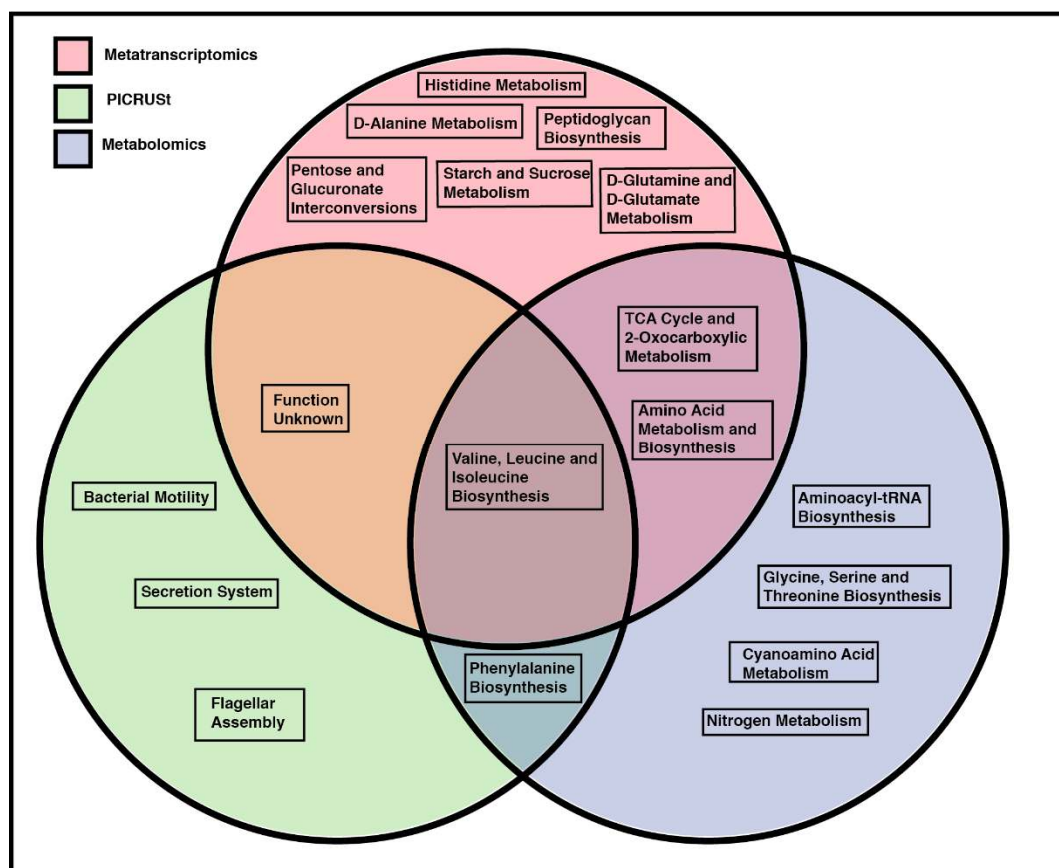 Metatranscriptomics
PICRUSt
Metabolomics
Histidine Metabolism
D-Alanine Metabolism
Peptidoglycan
Biosynthesis
Pentose and
Glucuronate
Interconversions
Starch and Sucrose
Metabolism
D-Glutamine and
D-Glutamate
Metabolism
TCA Cycle and
2-Oxocarboxylic
Metabolism
Function
Unknown
Amino Acid
Metabolism and
Biosynthesis
Valine, Leucine and
Isoleucine
Biosynthesis
Bacterial Motility
Aminoacyl-tRNA
Biosynthesis
Secretion System
Glycine, Serine and
Threonine Biosynthesis
Phenylalanine
Biosynthesis
Cyanoamino Acid
Metabolism
Flagellar
Assembly
Nitrogen Metabolism